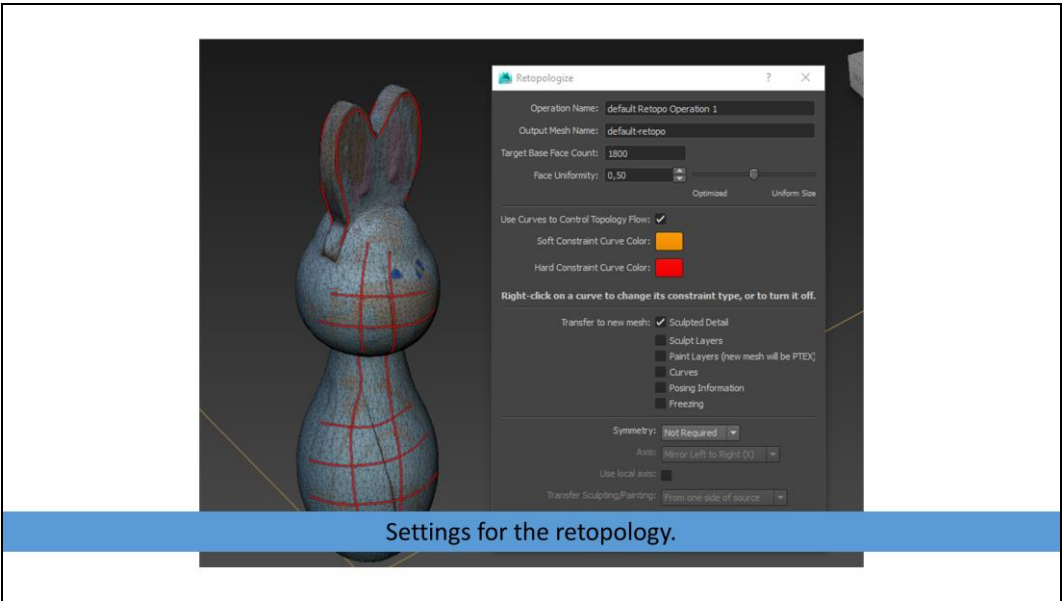 Retopologize ? ×
Operation Name: default Retopo Operation 1
Output Mesh Name: default-retopo
Target Base Face Count: 1800
Face Uniformity: 0,50
Optimized Uniform Size
Use Curves to Control Topology Flow: ✓
Soft Constraint Curve Color:
Hard Constraint Curve Color:
Right-click on a curve to change its constraint type, or to turn it off.
Transfer to new mesh: ✓ Sculpted Detail
Sculpt Layers
Paint Layers (new mesh will be PTEX)
Curves
Posing Information
Freezing
Symmetry: Not Required
Axis: Mirror Left to Right (X)
Use local axis:
Transfer Sculpting/Painting: From one side of source
Settings for the retopology.